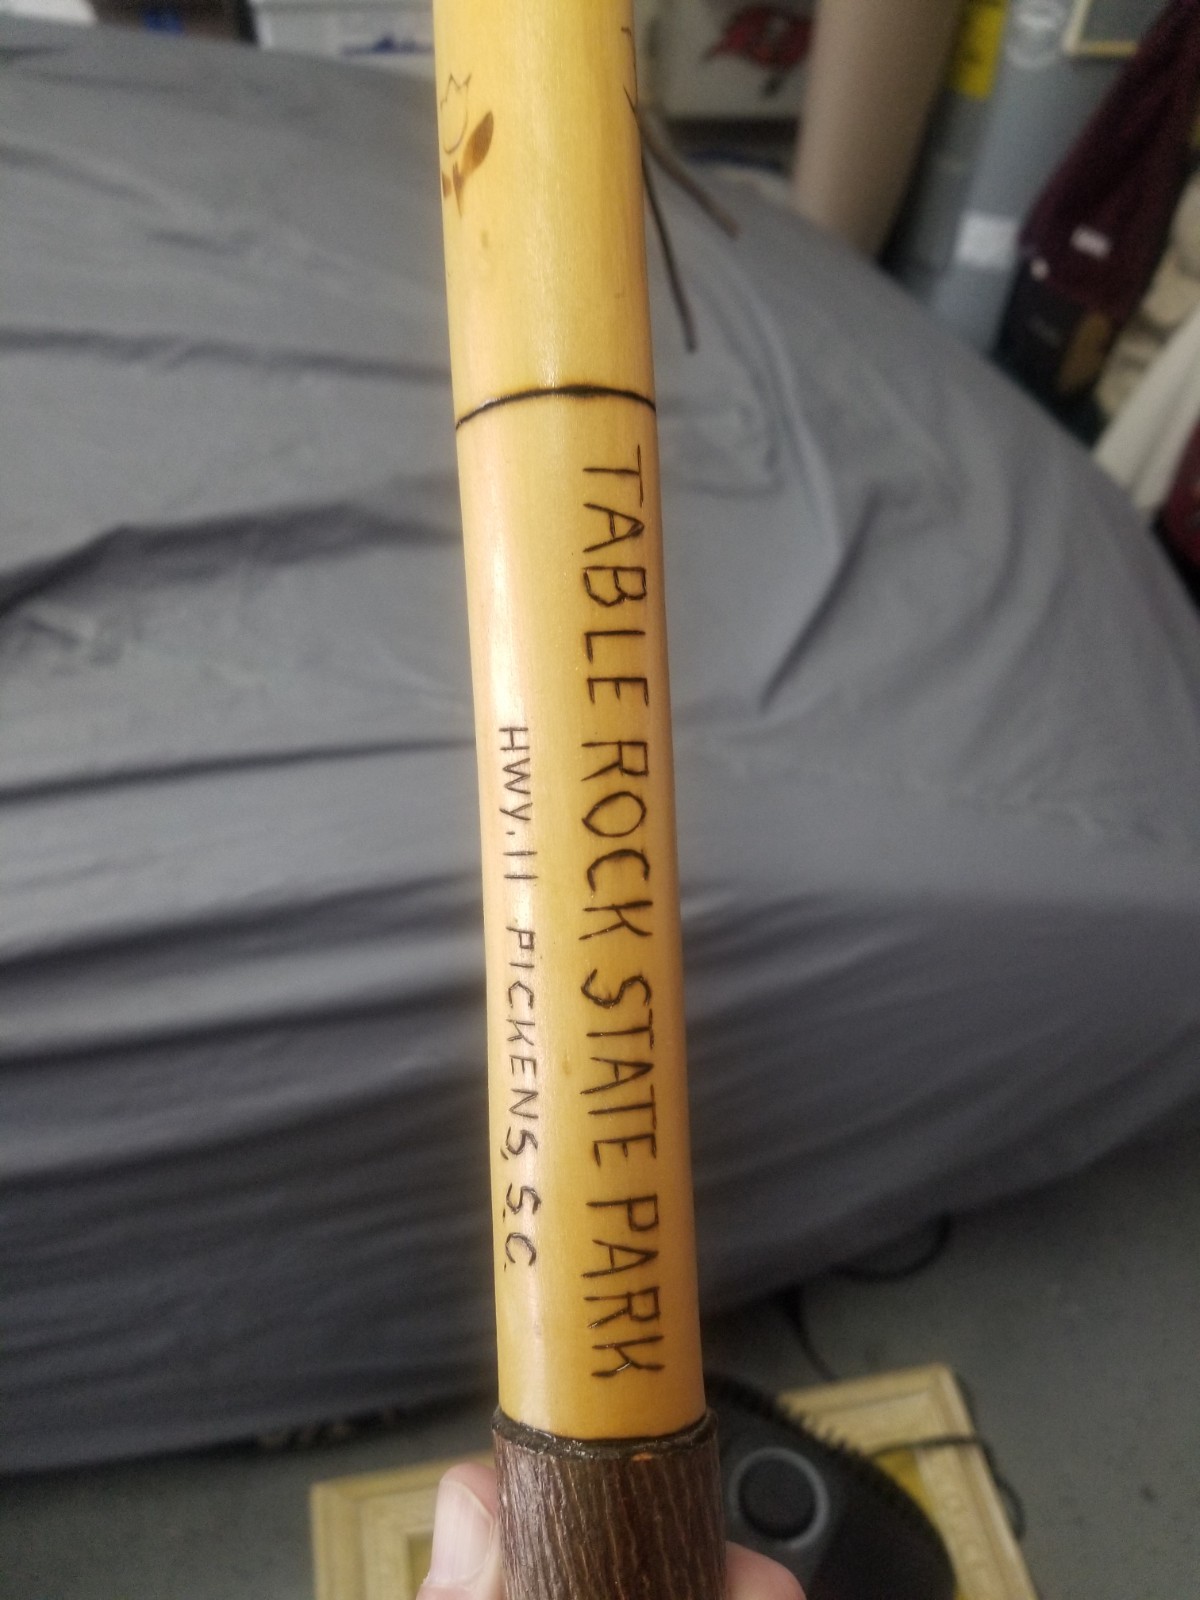 TABLE ROCK STATE PARK
HWY. 11 PICKENS, S.C.